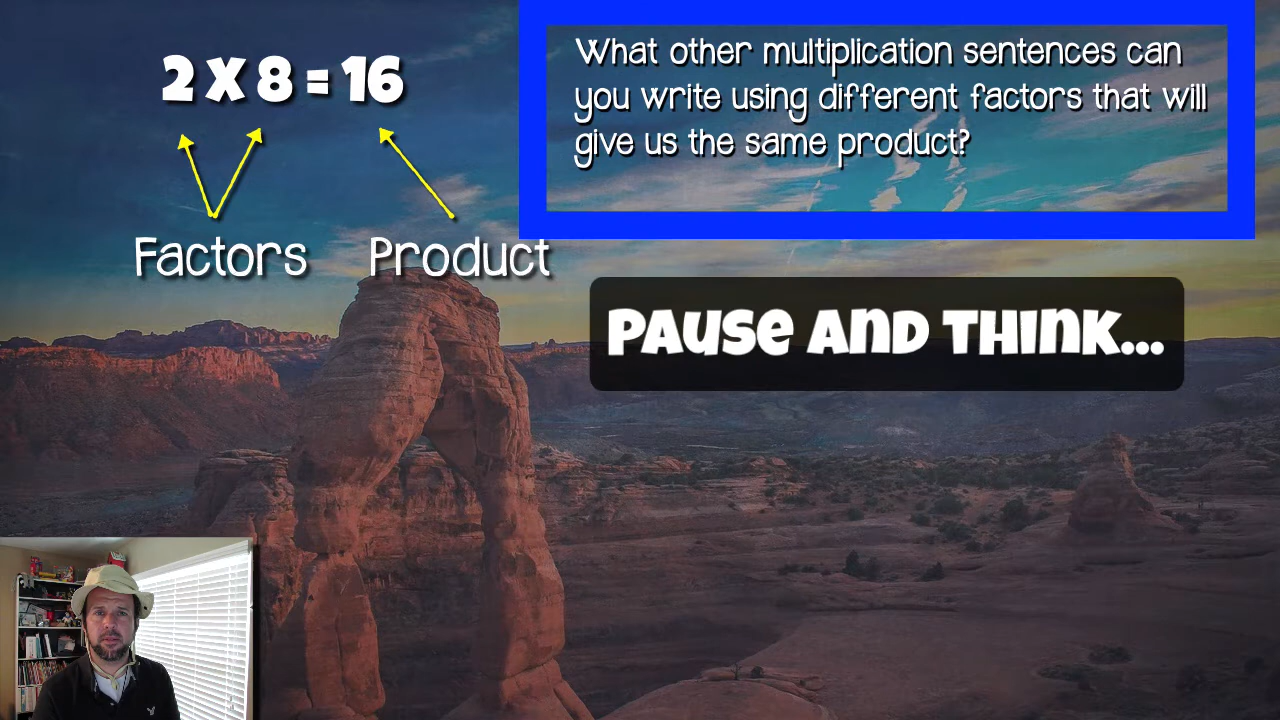 2 X 8 = 16
Factors
Product
What other multiplication sentences can
you write using different factors that will
give us the same product?
Pause and Think...